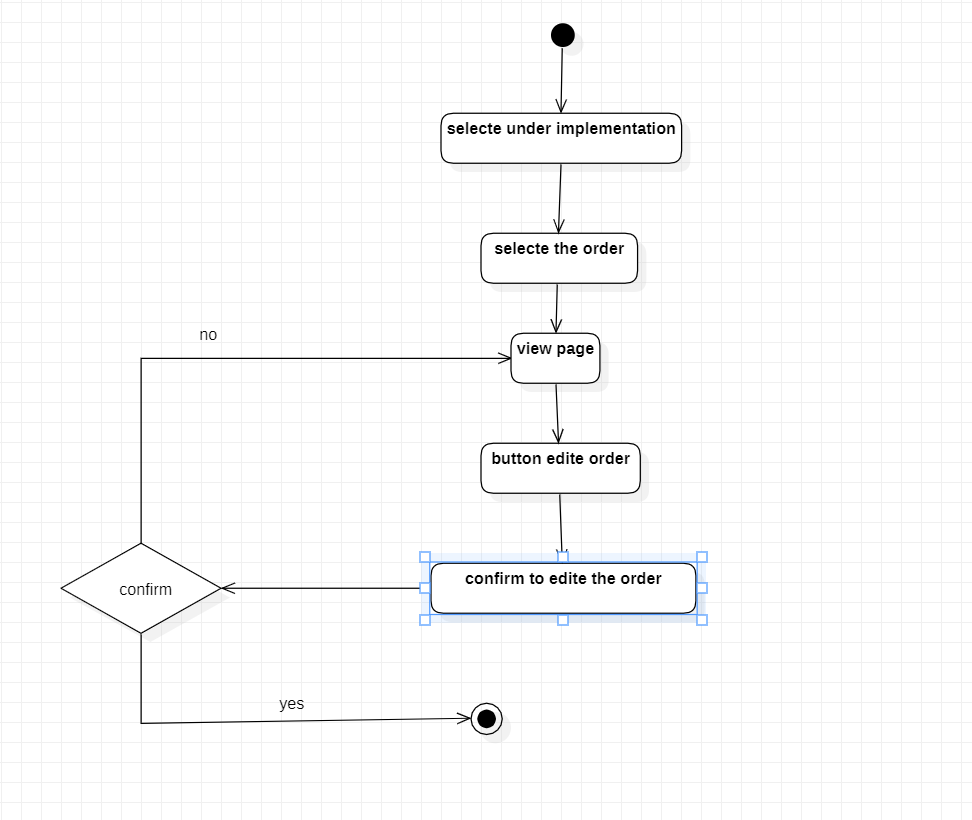 selecte under implementation
selecte the order
no
view page
button edite order
confirm to edite the order
confirm
yes